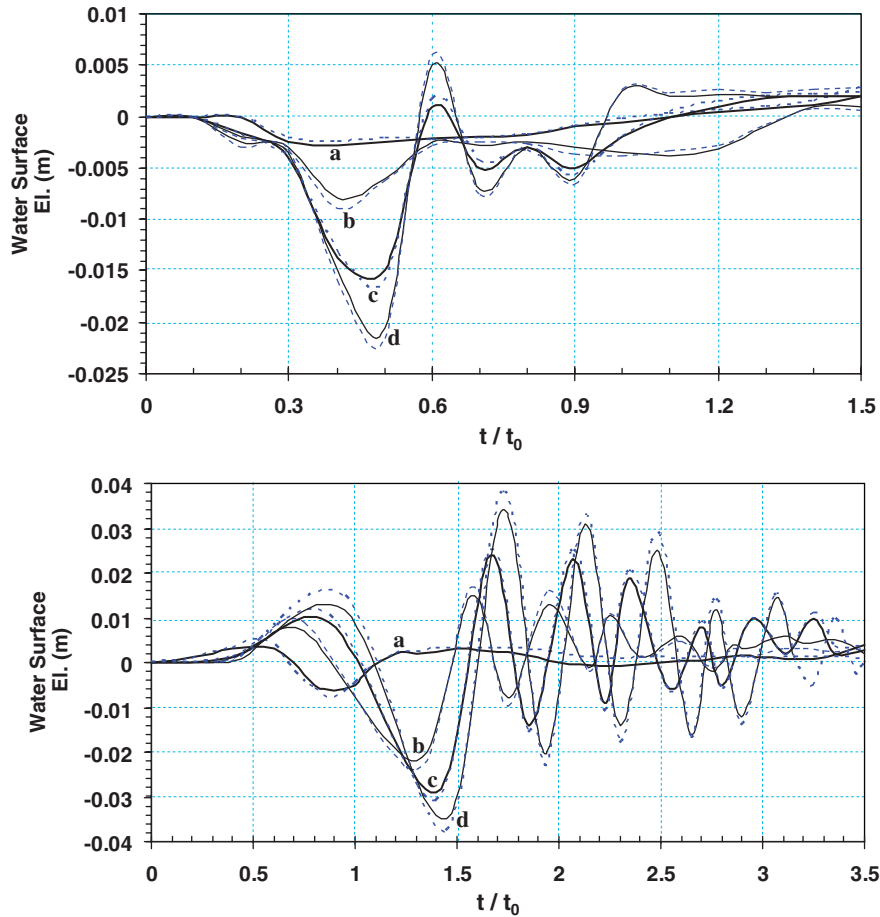 0.01
0.005
0
-0.005
-0.01
-0.015
-0.02
-0.025
Water Surface
El. (m)
a
b
c
d
0 0.3 0.6 0.9 1.2 1.5
t / t0
0.04
0.03
0.02
0.01
0
-0.01
-0.02
-0.03
-0.04
Water Surface
El. (m)
a
b
c
d
0 0.5 1 1.5 2 2.5 3 3.5
t / t0